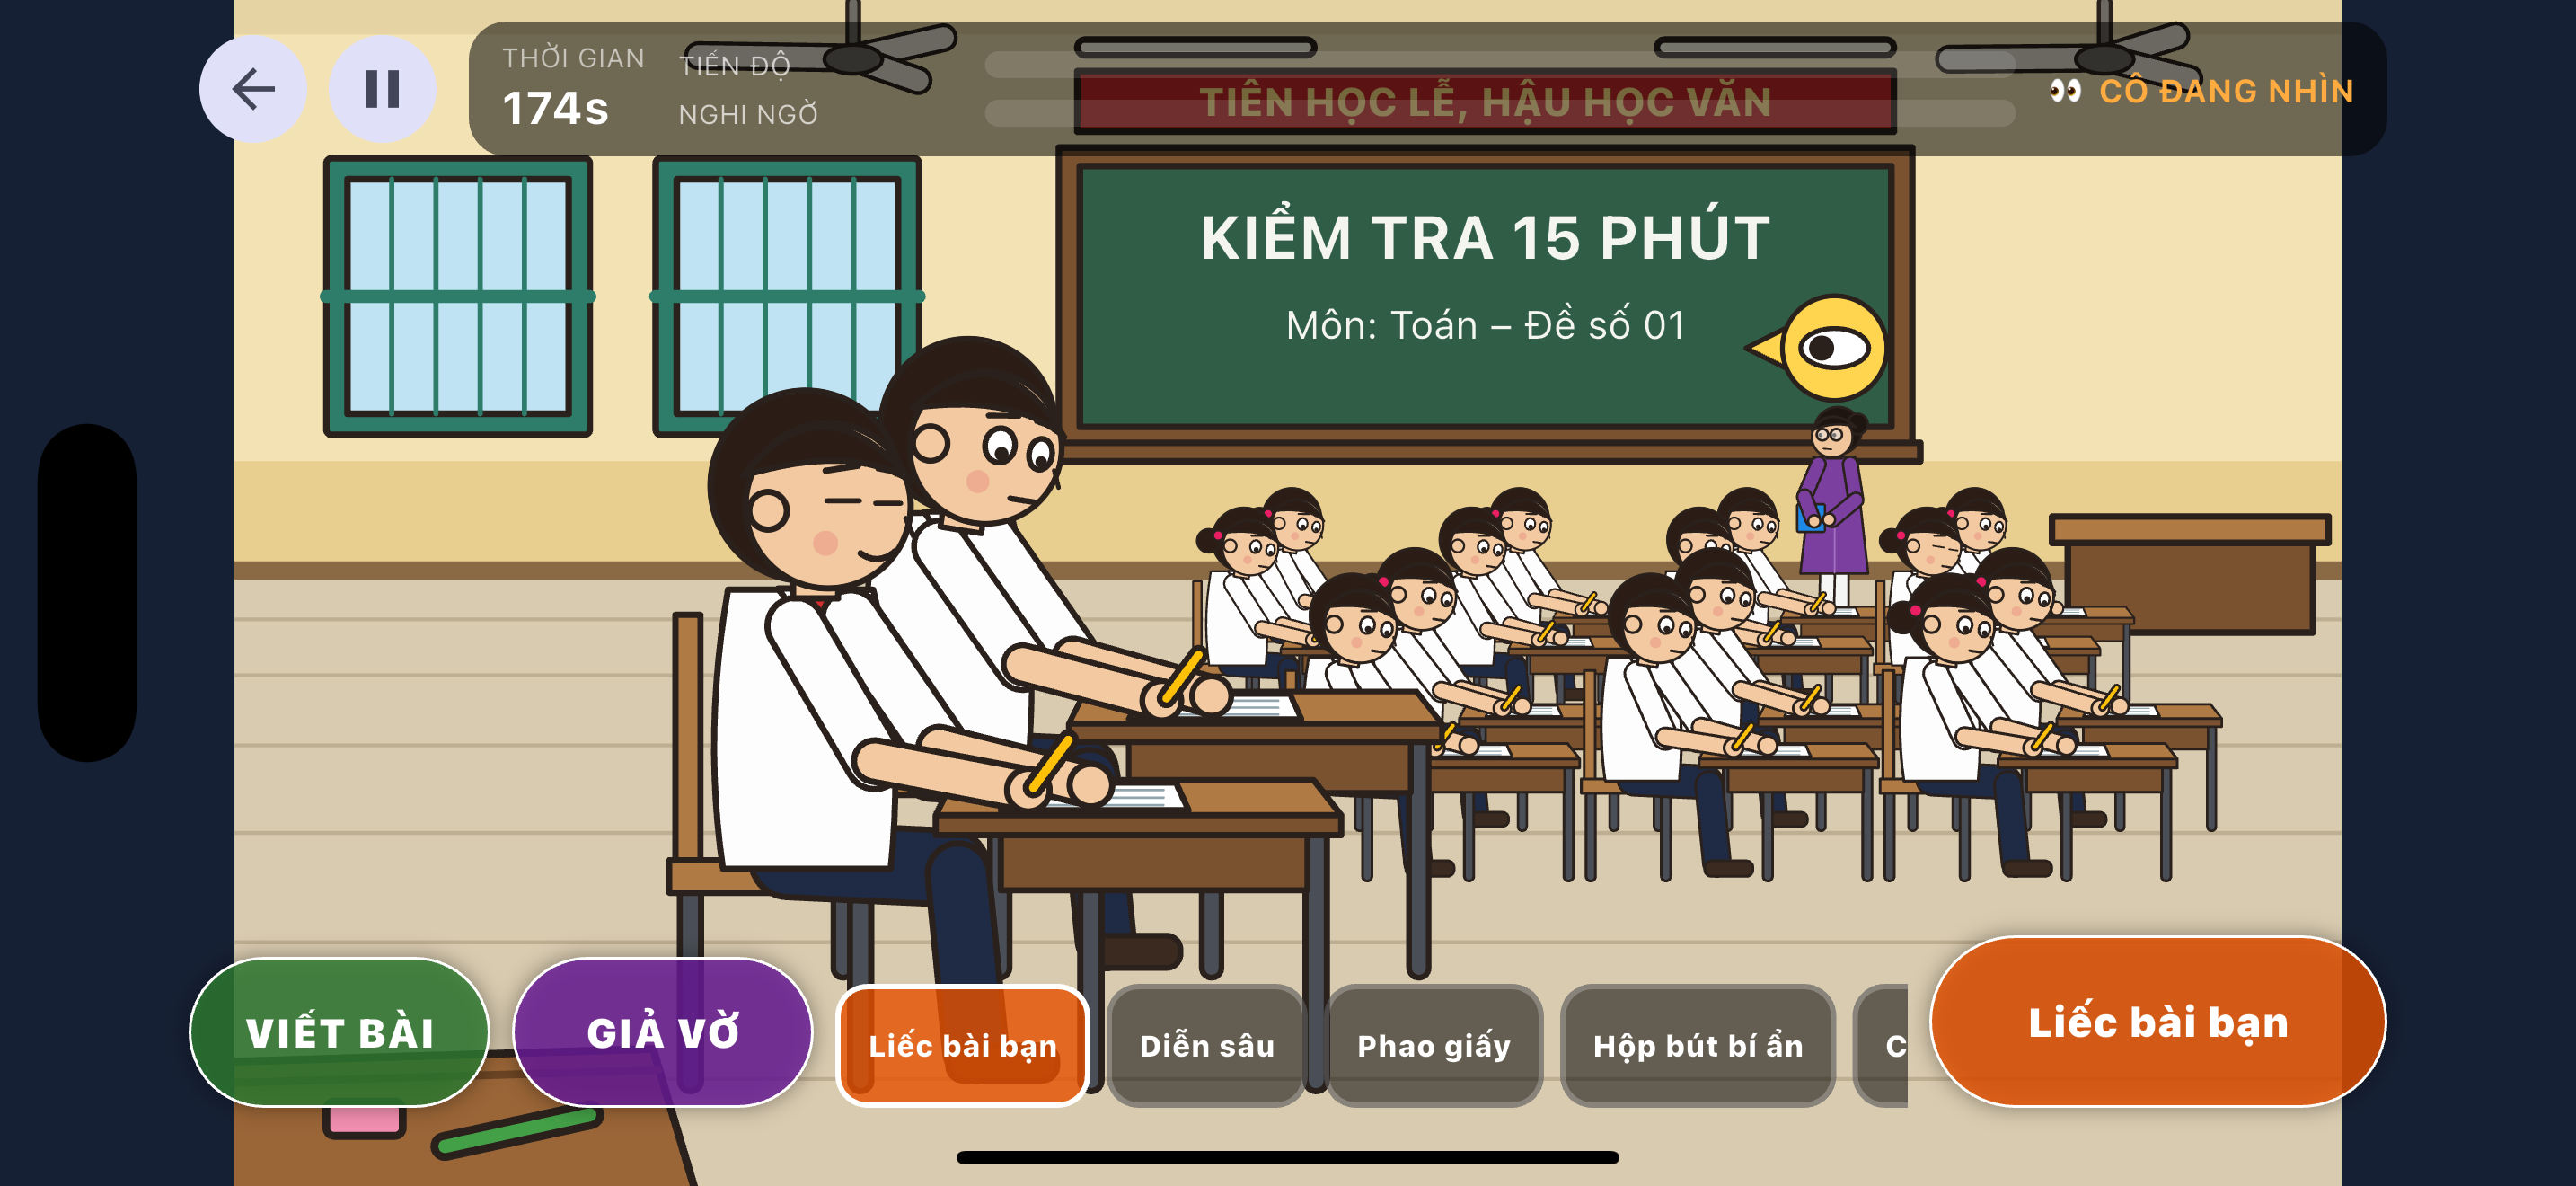 THỜI GIAN
174s
TIẾN ĐỘ
NGHI NGỜ
👀 CÔ ĐANG NHÌN
TIÊN HỌC LỄ, HẬU HỌC VĂN
KIỂM TRA 15 PHÚT
Môn: Toán – Đề số 01
VIẾT BÀI
GIẢ VỜ
Liếc bài bạn
Diễn sâu
Phao giấy
Hộp bút bí ẩn
C
Liếc bài bạn